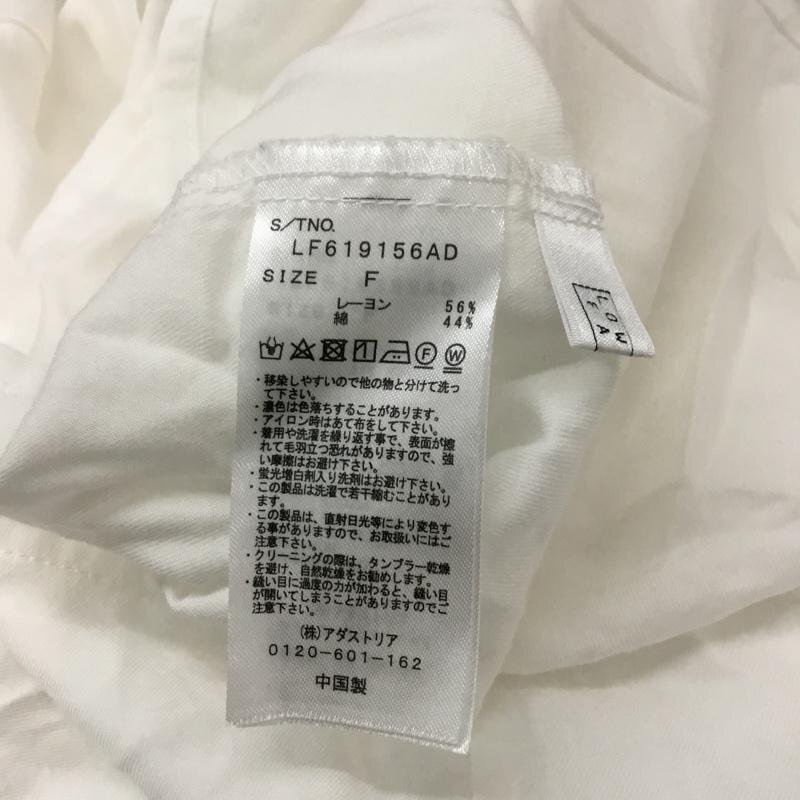 S/TNO.
LF619156AD
SIZE F
レーヨン 56%
綿 44%
F W
・移染しやすいので他の物と分けて洗っ
て下さい。
・濃色は色落ちすることがあります。
・アイロン時はあて布をして下さい。
・着用や洗濯を繰り返す事で、表面が擦
れて毛羽立つ恐れがありますので、強
い摩擦はお避け下さい。
・蛍光増白剤入り洗剤はお避け下さい。
・この製品は洗濯で若干縮むことがあり
ます。
・この製品は、直射日光等により変色す
る事がありますので、お取扱いにはご
注意下さい。
・クリーニングの際は、タンブラー乾燥
を避け、自然乾燥をお勧めします。
・縫い目に過度の力が加わると、縫い目
が開いてしまうことがありますのでご
注意下さい。
(株)アダストリア
0120-601-162
中国製
LOW
F A